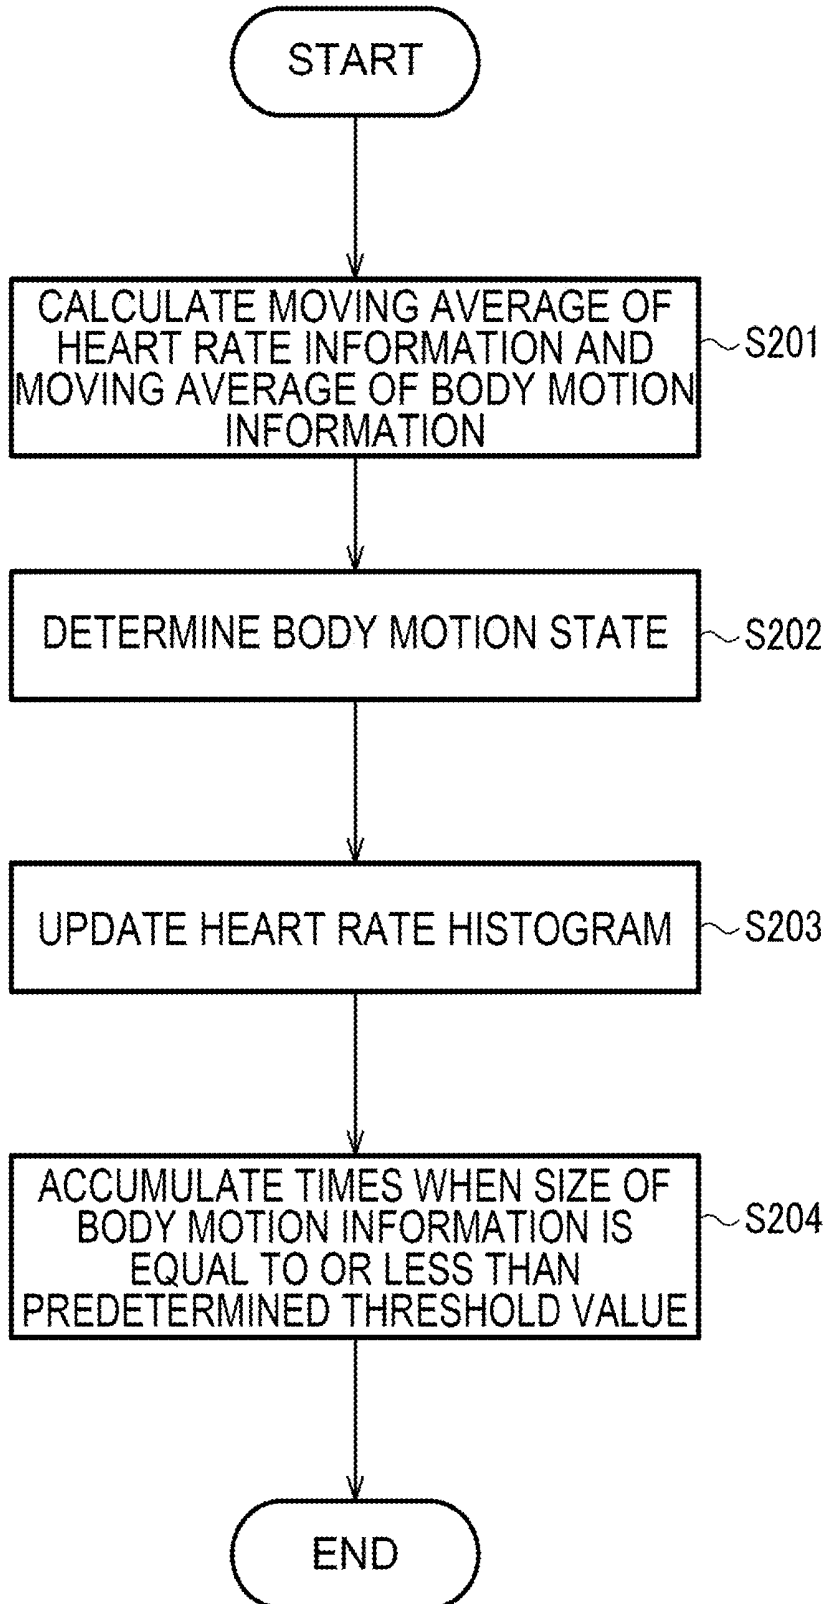 START
CALCULATE MOVING AVERAGE OF
HEART RATE INFORMATION AND
MOVING AVERAGE OF BODY MOTION
INFORMATION
S201
DETERMINE BODY MOTION STATE
S202
UPDATE HEART RATE HISTOGRAM
S203
ACCUMULATE TIMES WHEN SIZE OF
BODY MOTION INFORMATION IS
EQUAL TO OR LESS THAN
PREDETERMINED THRESHOLD VALUE
S204
END